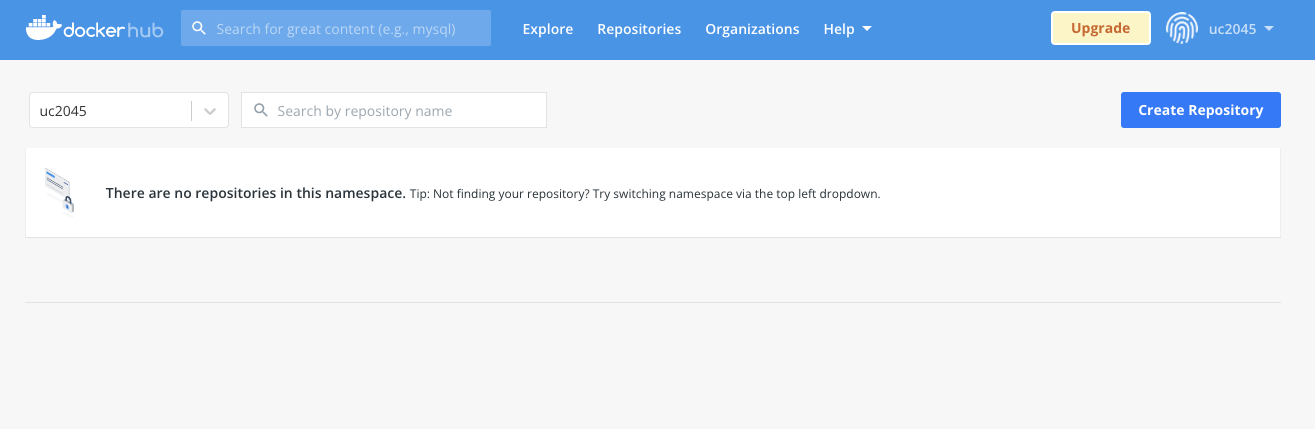 docker hub Search for great content (e.g., mysql) Explore Repositories Organizations Help Upgrade uc2045
uc2045 Search by repository name Create Repository
There are no repositories in this namespace. Tip: Not finding your repository? Try switching namespace via the top left dropdown.